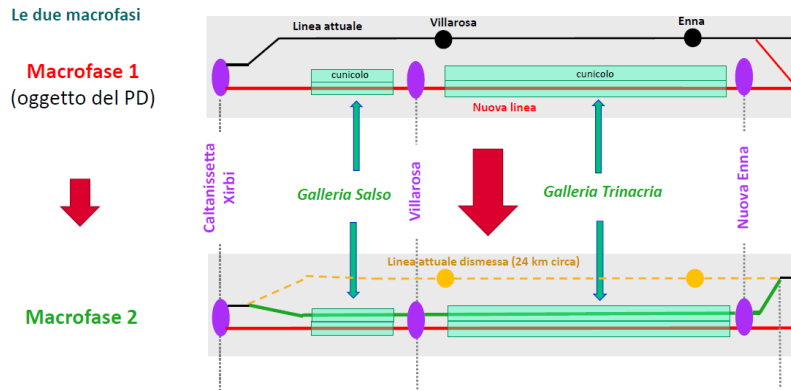 Le due macrofasi
Linea attuale
Villarosa
Enna
Macrofase 1
(oggetto del PD)
cunicolo
cunicolo
Nuova linea
Caltanissetta
Xirbi
Galleria Salso
Villarosa
Galleria Trinacria
Nuova Enna
Linea attuale dismessa (24 km circa)
Macrofase 2